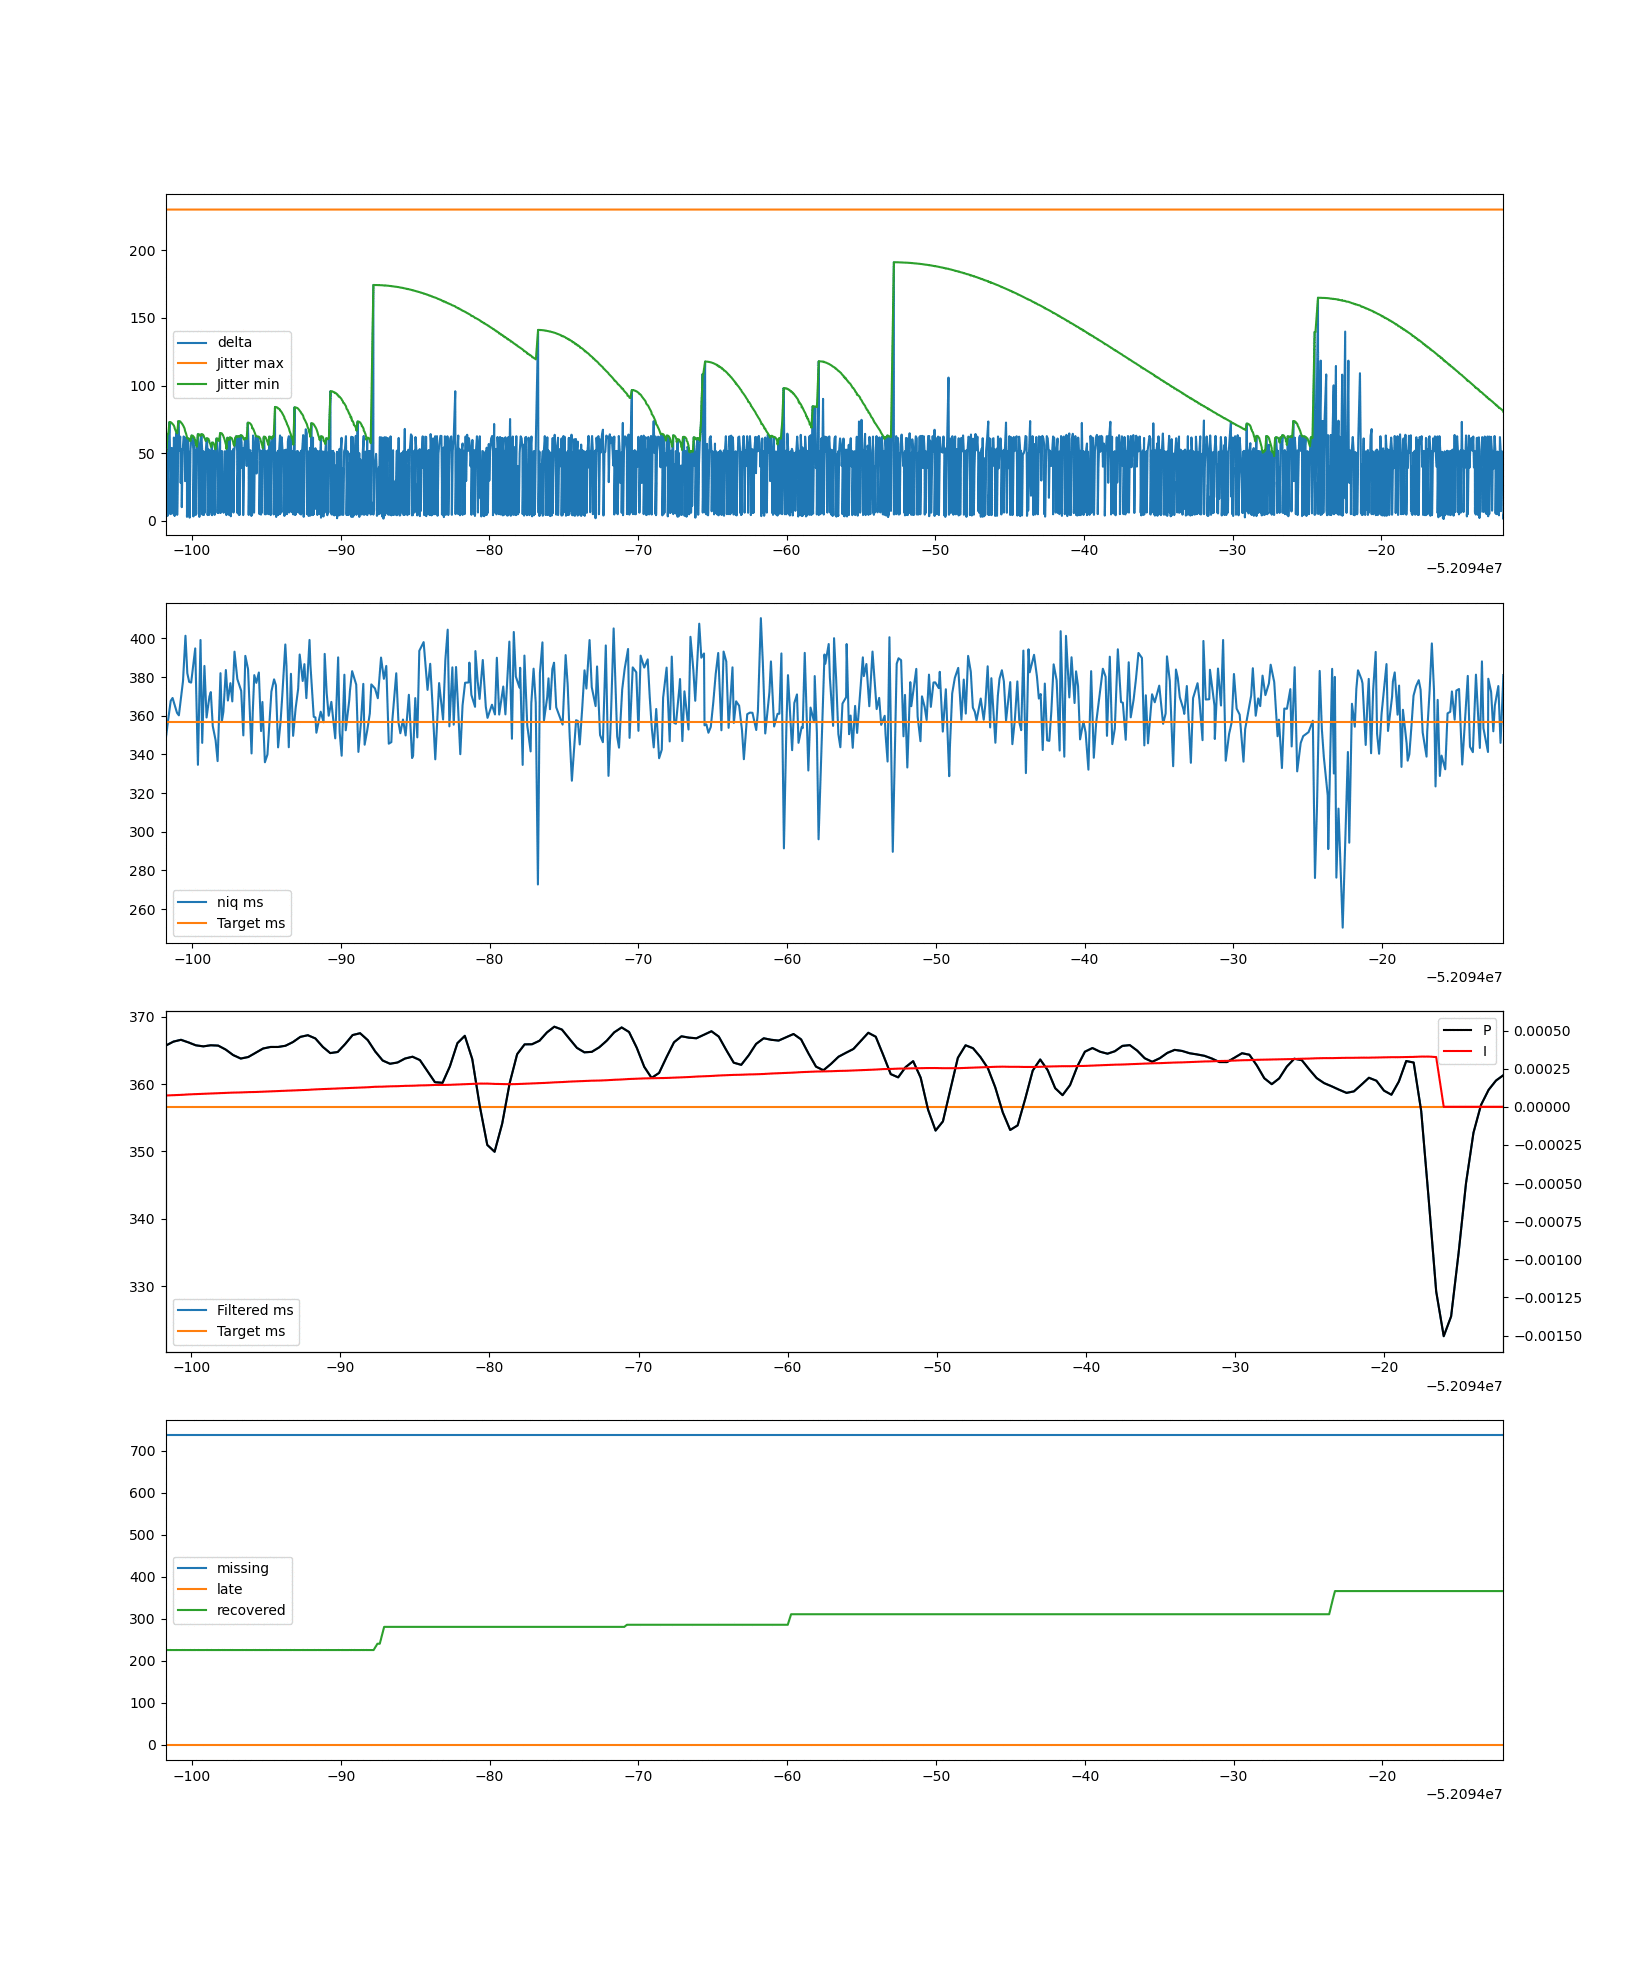 200
150
100
50
0
delta
Jitter max
Jitter min
−100 −90 −80 −70 −60 −50 −40 −30 −20
−5.2094e7
400
380
360
340
320
300
280
260
niq ms
Target ms
−100 −90 −80 −70 −60 −50 −40 −30 −20
−5.2094e7
370
360
350
340
330
Filtered ms
Target ms
P
I
0.00050
0.00025
0.00000
−0.00025
−0.00050
−0.00075
−0.00100
−0.00125
−0.00150
−100 −90 −80 −70 −60 −50 −40 −30 −20
−5.2094e7
700
600
500
400
300
200
100
0
missing
late
recovered
−100 −90 −80 −70 −60 −50 −40 −30 −20
−5.2094e7